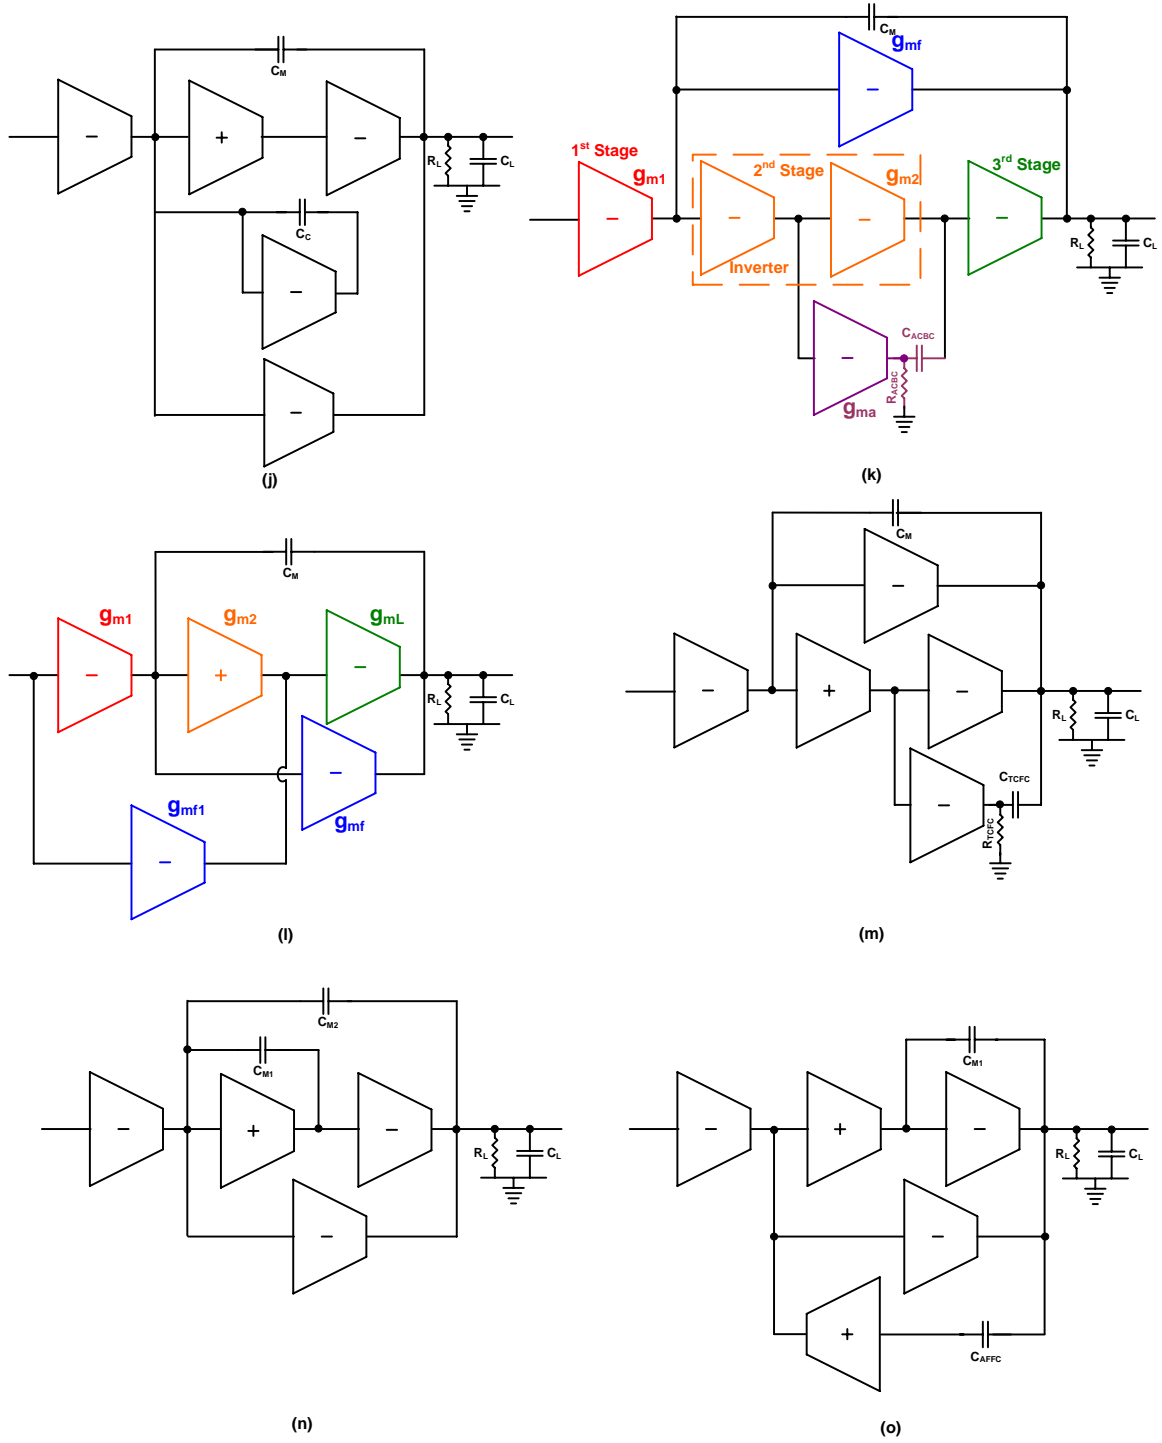 C_M
−
+
−
R_L
C_L
C_C
−
−
(j)
C_M
g_mf
−
1^st Stage
g_m1
2^nd Stage
g_m2
3^rd Stage
−
−
−
−
Inverter
R_L
C_L
C_ACBC
−
R_ACBC
g_ma
(k)
C_M
g_m1
g_m2
g_mL
−
+
−
R_L
C_L
−
g_mf1
g_mf
−
(l)
C_M
−
−
+
−
R_L
C_L
C_TCFC
−
R_TCFC
(m)
C_M2
C_M1
−
+
−
R_L
C_L
−
(n)
C_M1
−
+
−
R_L
C_L
−
+
C_AFFC
(o)